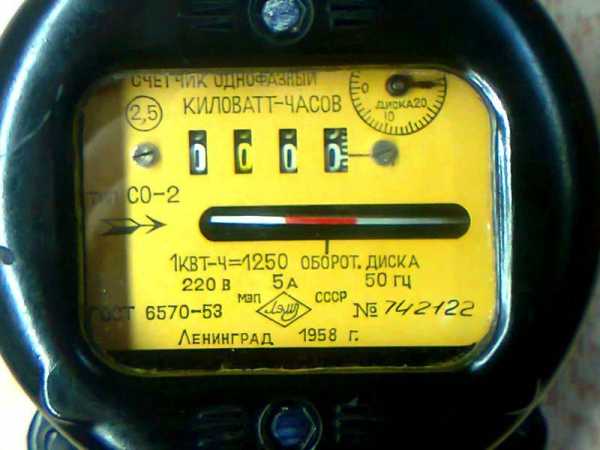 СЧЕТЧИК ОДНОФАЗНЫЙ
2,5 КИЛОВАТТ-ЧАСОВ
0 ДИСКА 20
10
0 0 0 0
ТИП СО-2
1КВТ-Ч=1250 ОБОРОТ. ДИСКА
220 В 5А 50 ГЦ
МЭП ЛЭМЗ СССР
ГОСТ 6570-53 № 742122
ЛЕНИНГРАД 1958 Г.